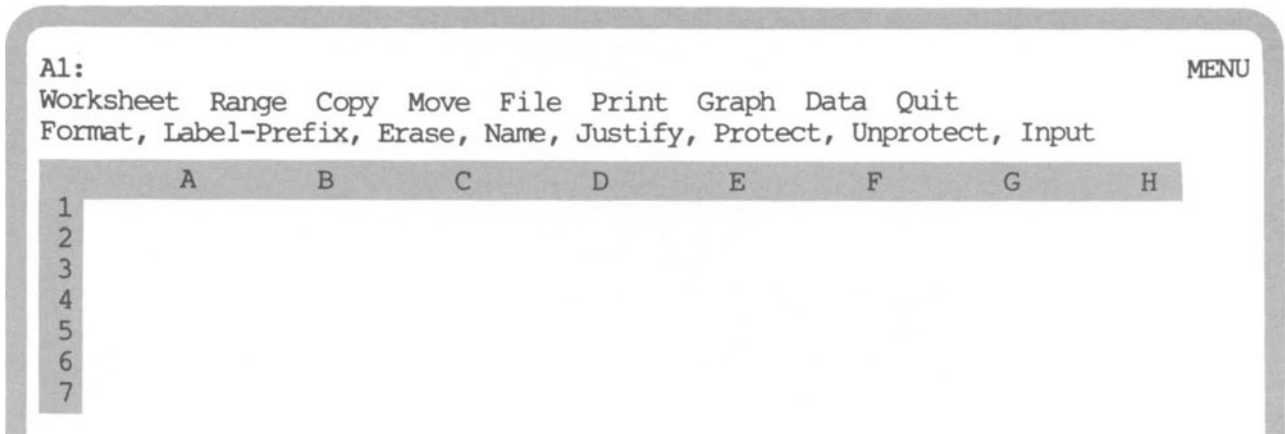 A1: MENU
Worksheet Range Copy Move File Print Graph Data Quit
Format, Label-Prefix, Erase, Name, Justify, Protect, Unprotect, Input
A B C D E F G H
1
2
3
4
5
6
7